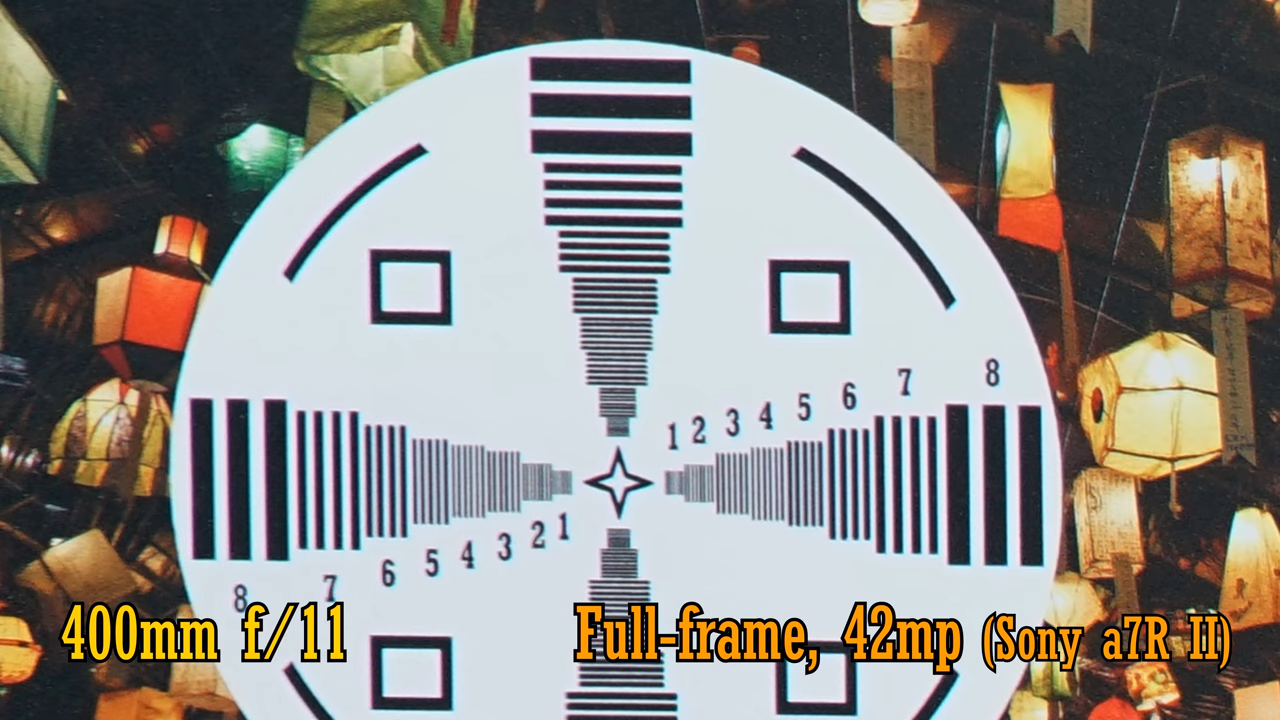 1 2 3 4 5 6 7 8
8 7 6 5 4 3 2 1
400mm f/11
Full-frame, 42mp (Sony a7R II)